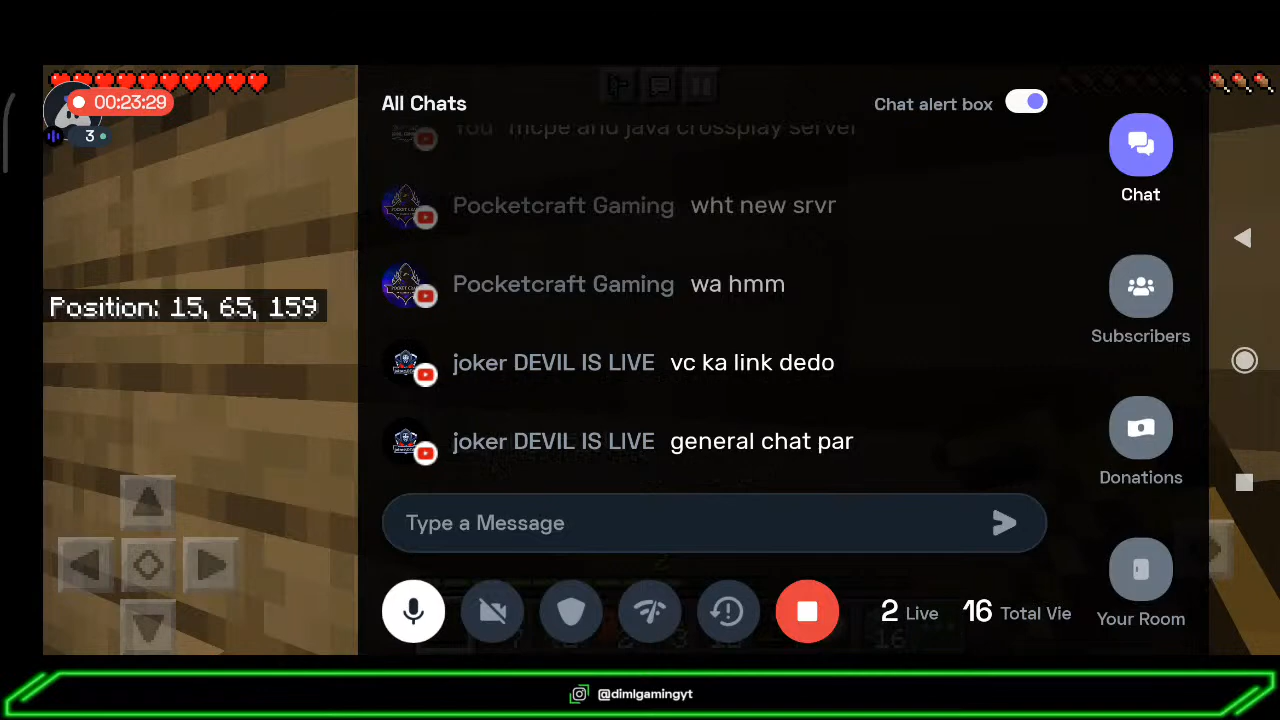 00:23:29
3
Position: 15, 65, 159
All Chats
Chat alert box
You mcpe and java crossplay server
Pocketcraft Gaming wht new srvr
Pocketcraft Gaming wa hmm
joker DEVIL IS LIVE vc ka link dedo
joker DEVIL IS LIVE general chat par
Type a Message
2 Live 16 Total Vie
Chat
Subscribers
Donations
Your Room
@dimlgamingyt